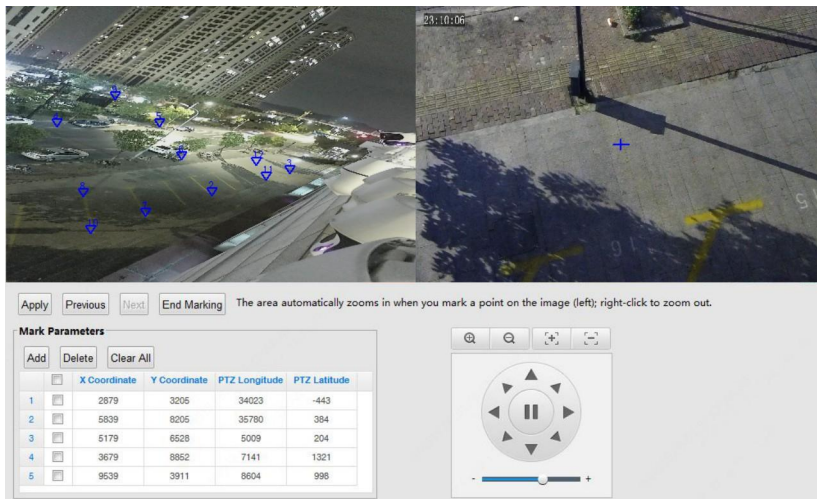 23:10:06
Apply Previous Next End Marking The area automatically zooms in when you mark a point on the image (left); right-click to zoom out.
Mark Parameters
Add Delete Clear All
X Coordinate Y Coordinate PTZ Longitude PTZ Latitude
1 2879 3205 34023 -443
2 5839 8205 35780 384
3 5179 6528 5009 204
4 3679 8852 7141 1321
5 9539 3911 8604 998
- +